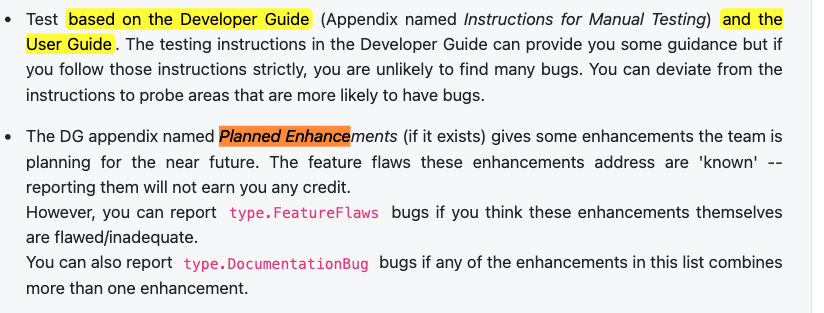 • Test based on the Developer Guide (Appendix named Instructions for Manual Testing) and the
User Guide. The testing instructions in the Developer Guide can provide you some guidance but if
you follow those instructions strictly, you are unlikely to find many bugs. You can deviate from the
instructions to probe areas that are more likely to have bugs.
• The DG appendix named Planned Enhancements (if it exists) gives some enhancements the team is
planning for the near future. The feature flaws these enhancements address are 'known' --
reporting them will not earn you any credit.
However, you can report type.FeatureFlaws bugs if you think these enhancements themselves
are flawed/inadequate.
You can also report type.DocumentationBug bugs if any of the enhancements in this list combines
more than one enhancement.